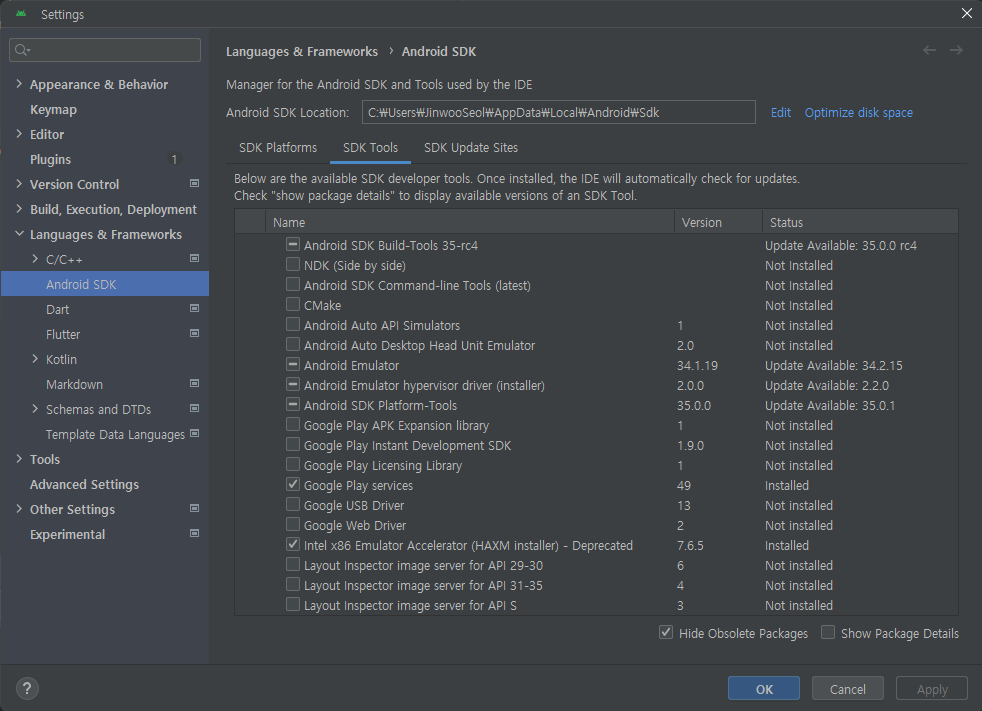 Settings
Languages & Frameworks › Android SDK
Appearance & Behavior
Keymap
Editor
Plugins 1
Version Control
Build, Execution, Deployment
Languages & Frameworks
C/C++
Android SDK
Dart
Flutter
Kotlin
Markdown
Schemas and DTDs
Template Data Languages
Tools
Advanced Settings
Other Settings
Experimental
Manager for the Android SDK and Tools used by the IDE
Android SDK Location: C:₩Users₩JinwooSeol₩AppData₩Local₩Android₩Sdk Edit Optimize disk space
SDK Platforms SDK Tools SDK Update Sites
Below are the available SDK developer tools. Once installed, the IDE will automatically check for updates.
Check "show package details" to display available versions of an SDK Tool.
Name Version Status
Android SDK Build-Tools 35-rc4 Update Available: 35.0.0 rc4
NDK (Side by side) Not Installed
Android SDK Command-line Tools (latest) Not Installed
CMake Not Installed
Android Auto API Simulators 1 Not installed
Android Auto Desktop Head Unit Emulator 2.0 Not installed
Android Emulator 34.1.19 Update Available: 34.2.15
Android Emulator hypervisor driver (installer) 2.0.0 Update Available: 2.2.0
Android SDK Platform-Tools 35.0.0 Update Available: 35.0.1
Google Play APK Expansion library 1 Not installed
Google Play Instant Development SDK 1.9.0 Not installed
Google Play Licensing Library 1 Not installed
Google Play services 49 Installed
Google USB Driver 13 Not installed
Google Web Driver 2 Not installed
Intel x86 Emulator Accelerator (HAXM installer) - Deprecated 7.6.5 Installed
Layout Inspector image server for API 29-30 6 Not installed
Layout Inspector image server for API 31-35 4 Not installed
Layout Inspector image server for API S 3 Not installed
Hide Obsolete Packages Show Package Details
? OK Cancel Apply